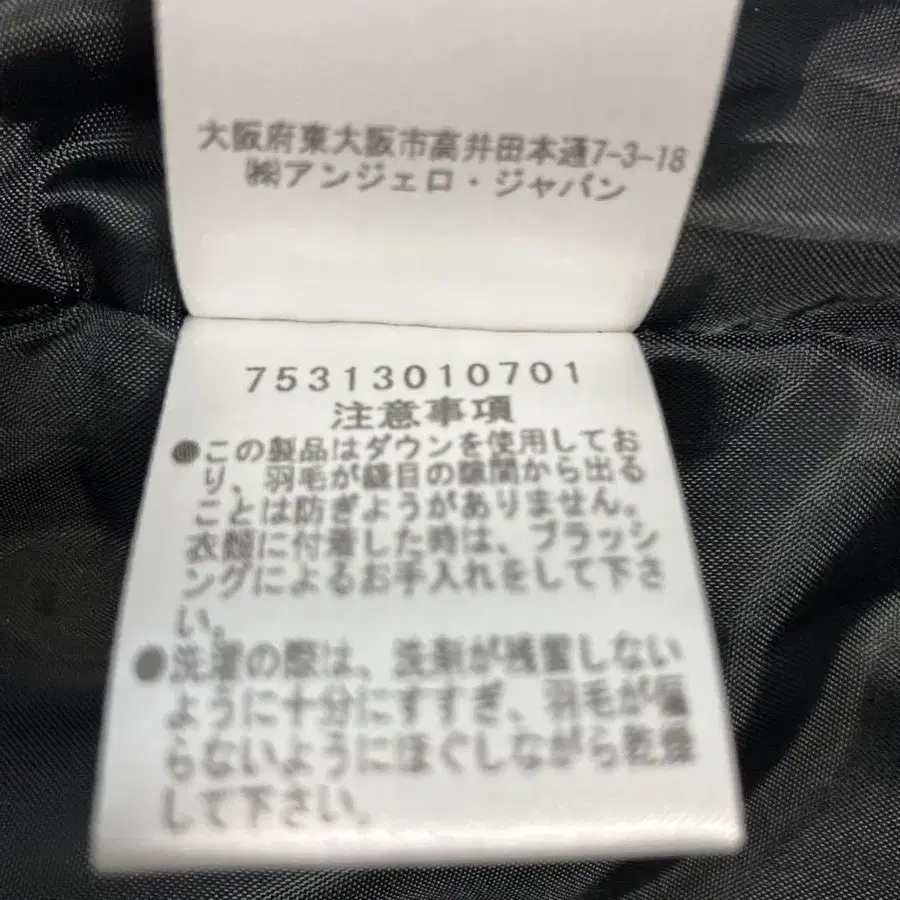 大阪府東大阪市高井田本通7-3-18
㈱アンジェロ・ジャパン
75313010701
注意事項
●この製品はダウンを使用してお
り、羽毛が縫目の隙間から出る
ことは防ぎようがありません。
衣類に付着した時は、ブラッシ
ングによるお手入れをして下さ
い。
●洗濯の際は、洗剤が残留しない
ように十分にすすぎ、羽毛が偏
らないようにほぐしながら乾燥
して下さい。